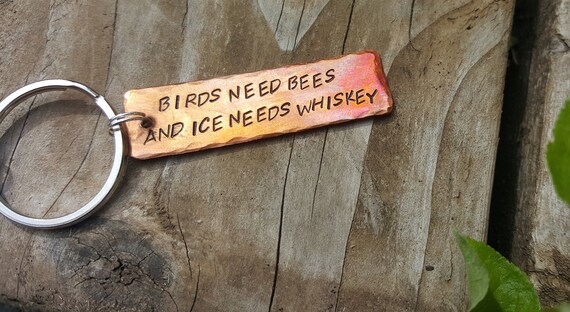 BIRDS NEED BEES
AND ICE NEEDS WHISKEY